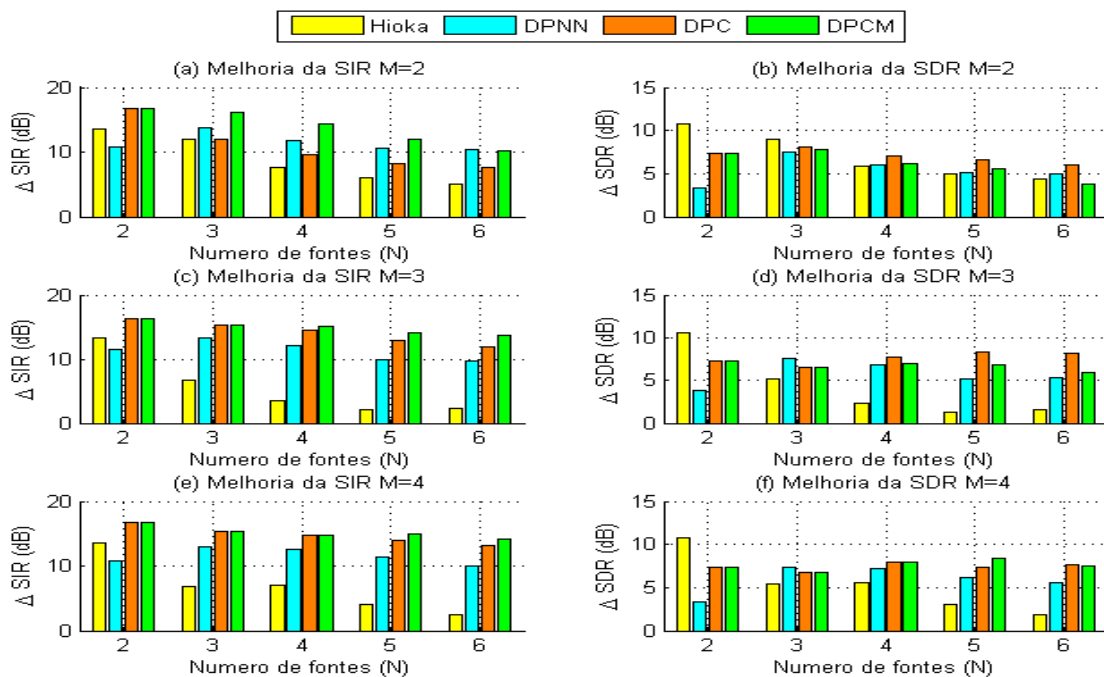 Hioka DPNN DPC DPCM
(a) Melhoria da SIR M=2
Δ SIR (dB)
20
10
0
2 3 4 5 6
Numero de fontes (N)
(b) Melhoria da SDR M=2
Δ SDR (dB)
15
10
5
0
2 3 4 5 6
Numero de fontes (N)
(c) Melhoria da SIR M=3
Δ SIR (dB)
20
10
0
2 3 4 5 6
Numero de fontes (N)
(d) Melhoria da SDR M=3
Δ SDR (dB)
15
10
5
0
2 3 4 5 6
Numero de fontes (N)
(e) Melhoria da SIR M=4
Δ SIR (dB)
20
10
0
2 3 4 5 6
Numero de fontes (N)
(f) Melhoria da SDR M=4
Δ SDR (dB)
15
10
5
0
2 3 4 5 6
Numero de fontes (N)